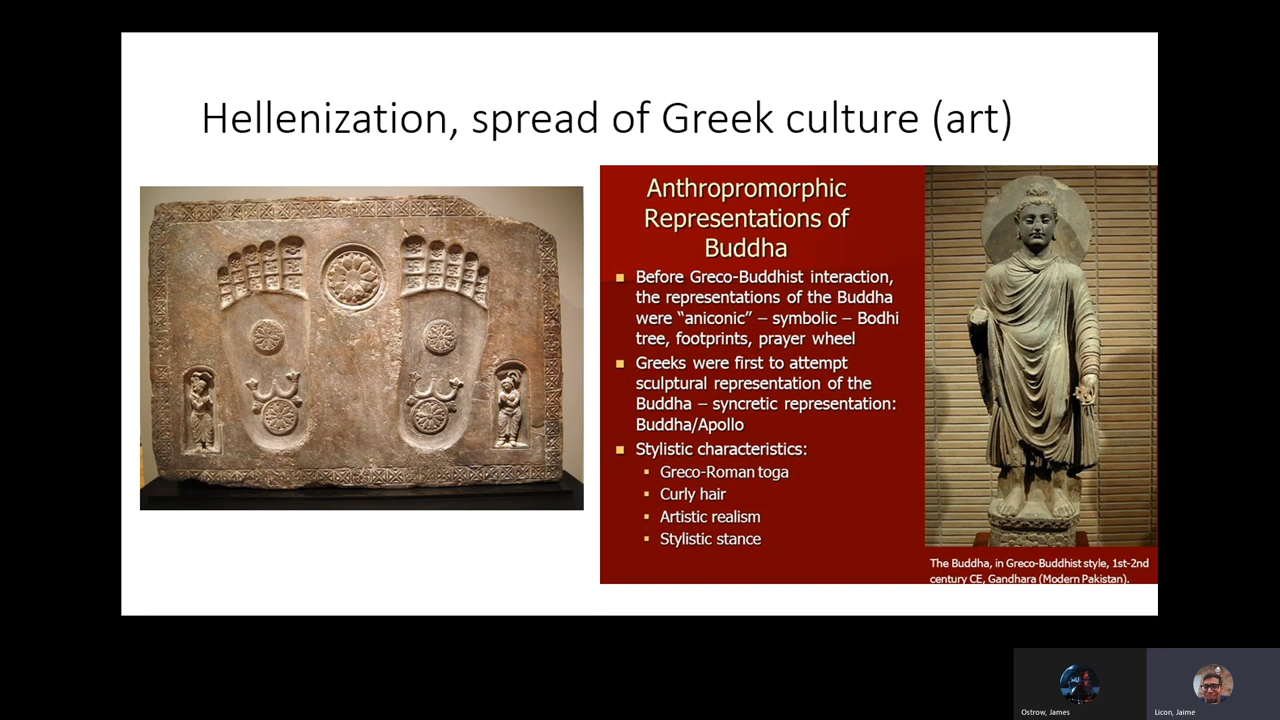 Hellenization, spread of Greek culture (art)
Anthropromorphic
Representations of
Buddha
Before Greco-Buddhist interaction,
the representations of the Buddha
were “aniconic” – symbolic – Bodhi
tree, footprints, prayer wheel
Greeks were first to attempt
sculptural representation of the
Buddha – syncretic representation:
Buddha/Apollo
Stylistic characteristics:
Greco-Roman toga
Curly hair
Artistic realism
Stylistic stance
The Buddha, in Greco-Buddhist style, 1st-2nd
century CE, Gandhara (Modern Pakistan).
Ostrow, James
Licon, Jaime